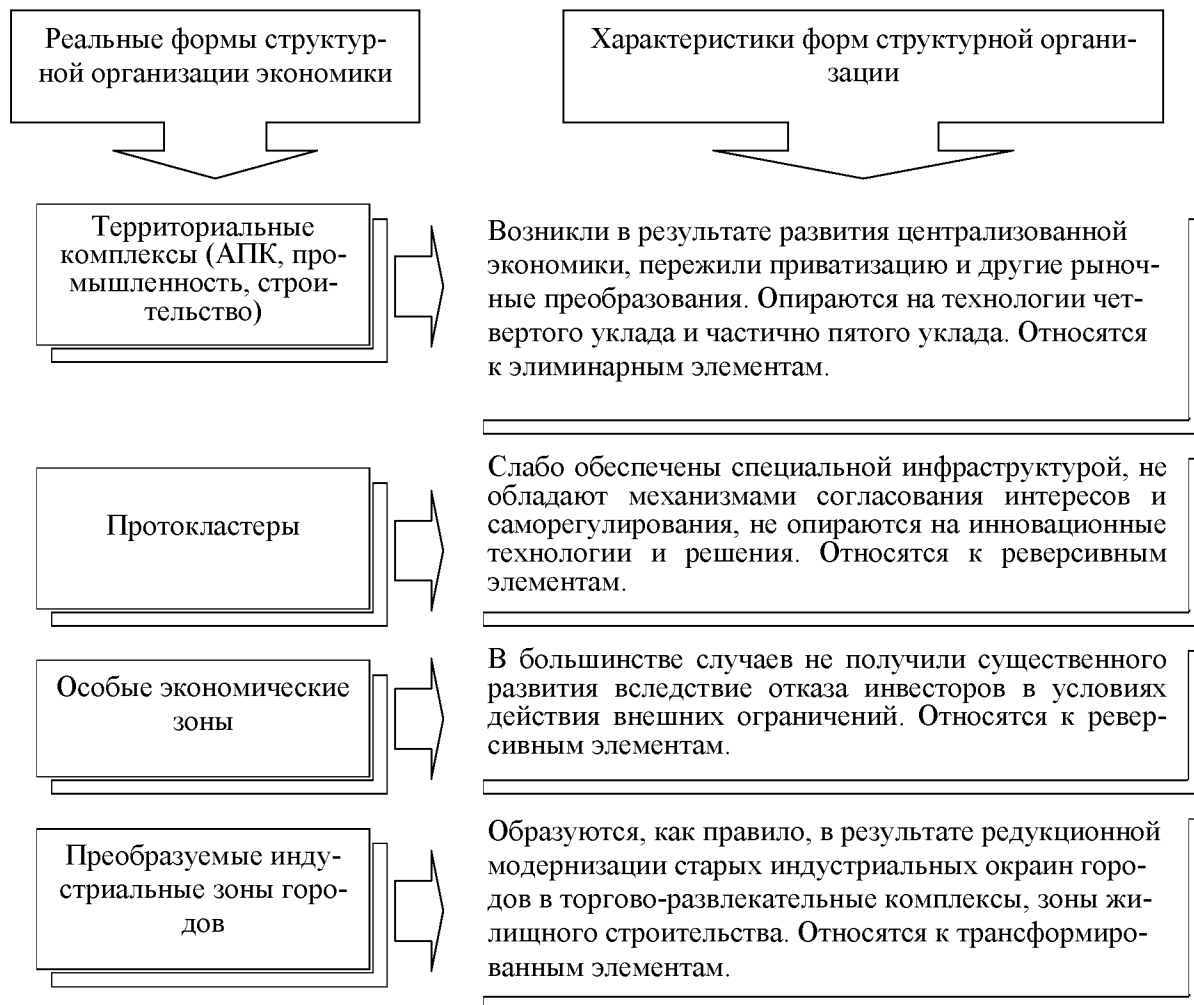 Реальные формы структур-
ной организации экономики
Характеристики форм структурной органи-
зации
Территориальные
комплексы (АПК, про-
мышленность, строи-
тельство)
Возникли в результате развития централизованной
экономики, пережили приватизацию и другие рыноч-
ные преобразования. Опираются на технологии чет-
вертого уклада и частично пятого уклада. Относятся
к элиминарным элементам.
Протокластеры
Слабо обеспечены специальной инфраструктурой, не
обладают механизмами согласования интересов и
саморегулирования, не опираются на инновационные
технологии и решения. Относятся к реверсивным
элементам.
Особые экономические
зоны
В большинстве случаев не получили существенного
развития вследствие отказа инвесторов в условиях
действия внешних ограничений. Относятся к ревер-
сивным элементам.
Преобразуемые инду-
стриальные зоны горо-
дов
Образуются, как правило, в результате редукционной
модернизации старых индустриальных окраин горо-
дов в торгово-развлекательные комплексы, зоны жи-
лищного строительства. Относятся к трансформиро-
ванным элементам.